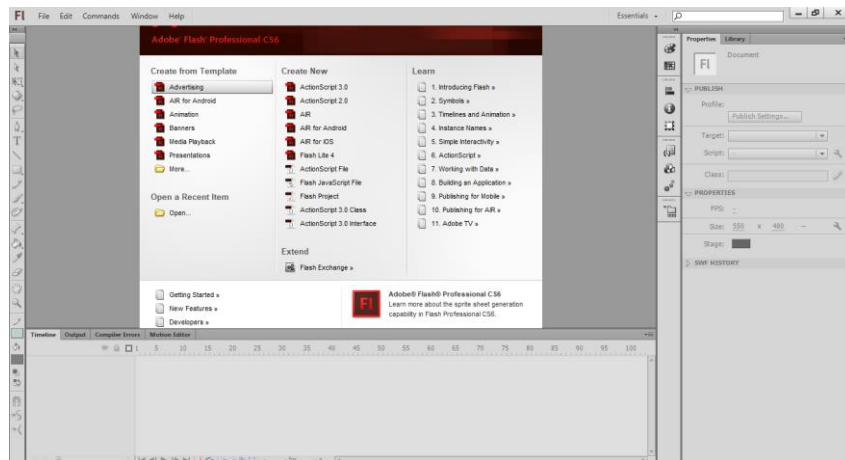 Fl File Edit Commands Window Help Essentials
Adobe® Flash® Professional CS6
Create from Template
Advertising
AIR for Android
Animation
Banners
Media Playback
Presentations
More...
Open a Recent Item
Open...
Create New
ActionScript 3.0
ActionScript 2.0
AIR
AIR for Android
AIR for iOS
Flash Lite 4
ActionScript File
Flash JavaScript File
Flash Project
ActionScript 3.0 Class
ActionScript 3.0 Interface
Extend
Flash Exchange »
Learn
1. Introducing Flash »
2. Symbols »
3. Timelines and Animation »
4. Instance Names »
5. Simple Interactivity »
6. ActionScript »
7. Working with Data »
8. Building an Application »
9. Publishing for Mobile »
10. Publishing for AIR »
11. Adobe TV »
Getting Started »
New Features »
Developers »
Fl
Adobe® Flash® Professional CS6
Learn more about the sprite sheet generation
capability in Flash Professional CS6.
Properties Library
Fl Document
PUBLISH
Profile:
Publish Settings...
Target:
Script:
Class:
PROPERTIES
FPS: -
Size: 550 x 400
Stage:
SWF HISTORY
Timeline Output Compiler Errors Motion Editor
1 5 10 15 20 25 30 35 40 45 50 55 60 65 70 75 80 85 90 95 100